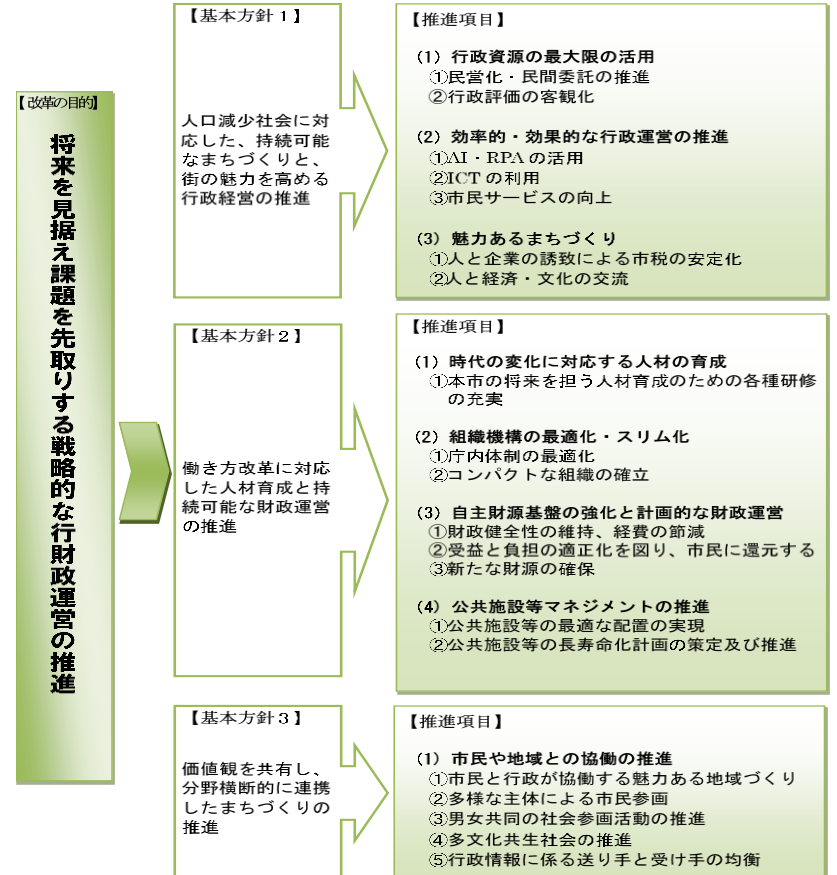 【改革の目的】
将来を見据え課題を先取りする戦略的な行財政運営の推進
【基本方針１】
人口減少社会に対
応した、持続可能
なまちづくりと、
街の魅力を高める
行政経営の推進
【推進項目】
(1) 行政資源の最大限の活用
①民営化・民間委託の推進
②行政評価の客観化
(2) 効率的・効果的な行政運営の推進
①AI・RPA の活用
②ICT の利用
③市民サービスの向上
(3) 魅力あるまちづくり
①人と企業の誘致による市税の安定化
②人と経済・文化の交流
【基本方針２】
働き方改革に対応
した人材育成と持
続可能な財政運営
の推進
【推進項目】
(1) 時代の変化に対応する人材の育成
①本市の将来を担う人材育成のための各種研修
の充実
(2) 組織機構の最適化・スリム化
①庁内体制の最適化
②コンパクトな組織の確立
(3) 自主財源基盤の強化と計画的な財政運営
①財政健全性の維持、経費の節減
②受益と負担の適正化を図り、市民に還元する
③新たな財源の確保
(4) 公共施設等マネジメントの推進
①公共施設等の最適な配置の実現
②公共施設等の長寿命化計画の策定及び推進
【基本方針３】
価値観を共有し、
分野横断的に連携
したまちづくりの
推進
【推進項目】
(1) 市民や地域との協働の推進
①市民と行政が協働する魅力ある地域づくり
②多様な主体による市民参画
③男女共同の社会参画活動の推進
④多文化共生社会の推進
⑤行政情報に係る送り手と受け手の均衡